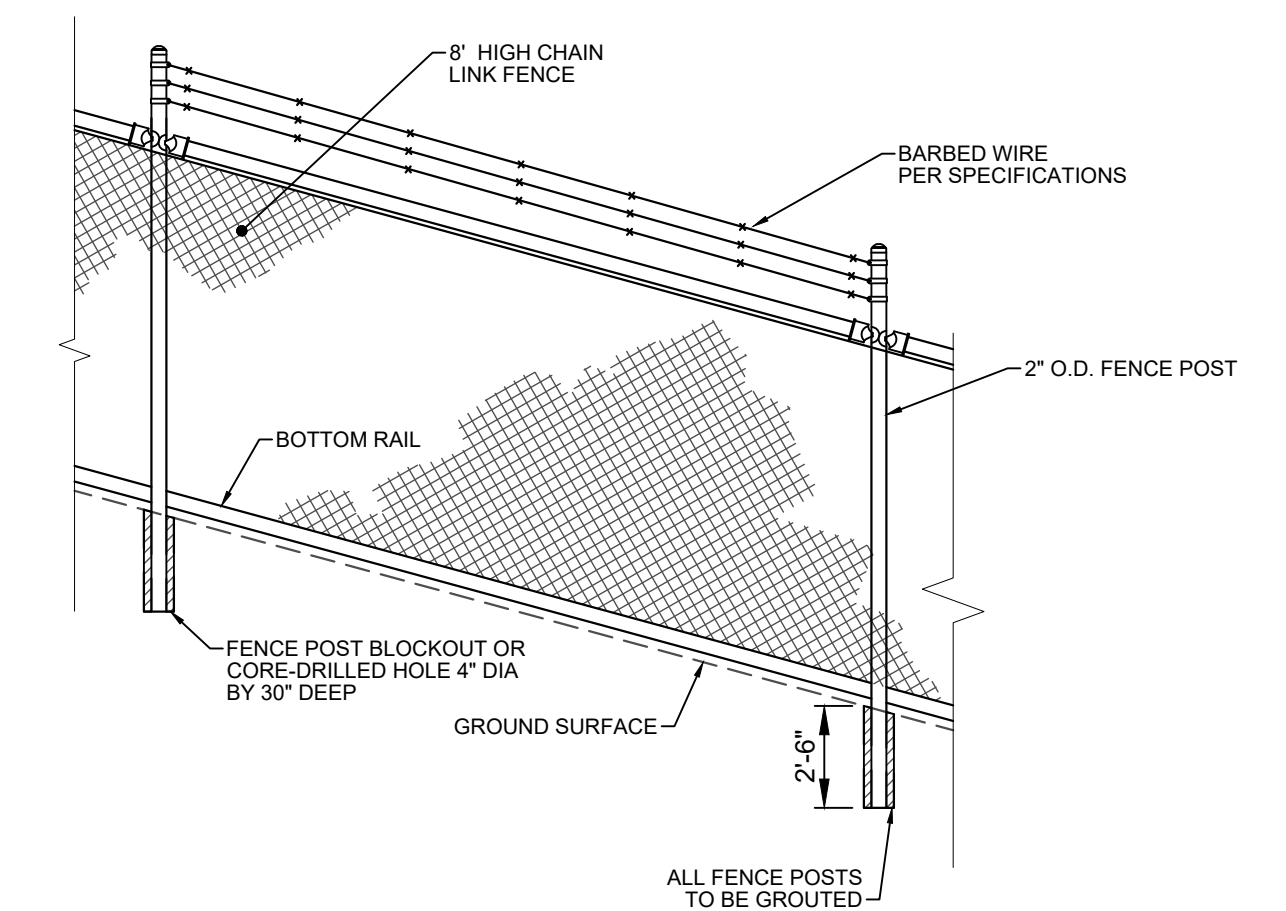 8' HIGH CHAIN
LINK FENCE
BARBED WIRE
PER SPECIFICATIONS
2" O.D. FENCE POST
BOTTOM RAIL
FENCE POST BLOCKOUT OR
CORE-DRILLED HOLE 4" DIA
BY 30" DEEP
GROUND SURFACE
2'-6"
ALL FENCE POSTS
TO BE GROUTED